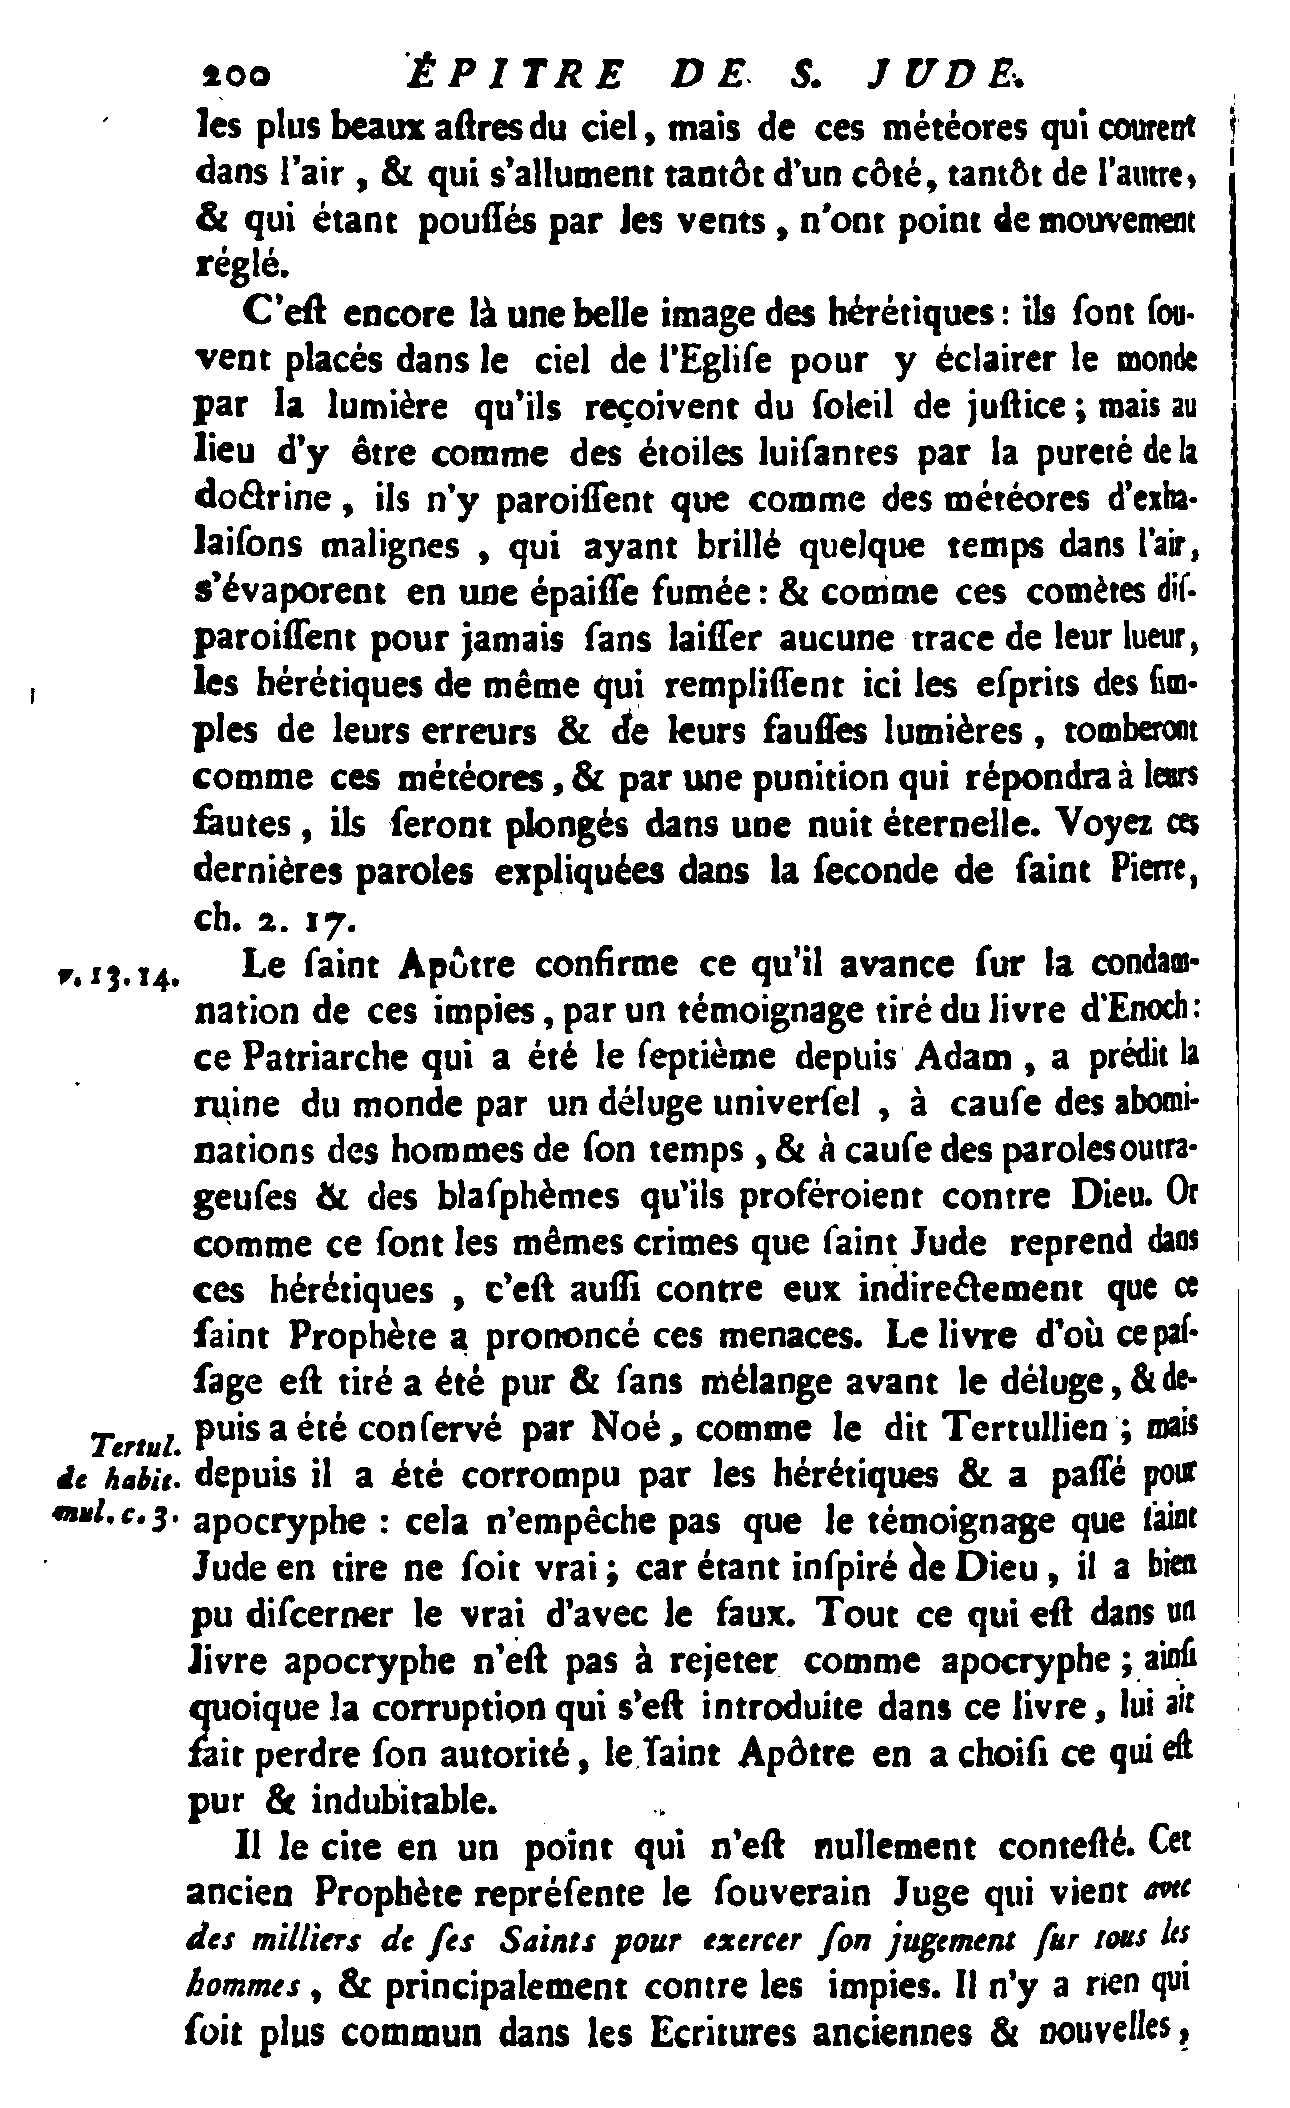 200 ÉPITRE DE S. JUDE.
les plus beaux aſtres du ciel, mais de ces météores qui courent
dans l'air, & qui s'allument tantôt d'un côté, tantôt de l'autre,
& qui étant pouſſés par les vents, n'ont point de mouvement
réglé.
C'eſt encore là une belle image des hérétiques : ils ſont ſou-
vent placés dans le ciel de l'Egliſe pour y éclairer le monde
par la lumière qu'ils reçoivent du ſoleil de juſtice ; mais au
lieu d'y être comme des étoiles luiſantes par la pureté de la
doctrine, ils n'y paroiſſent que comme des météores d'exha-
laiſons malignes, qui ayant brillé quelque temps dans l'air,
s'évaporent en une épaiſſe fumée : & comme ces comètes diſ-
paroiſſent pour jamais ſans laiſſer aucune trace de leur lueur,
les hérétiques de même qui rempliſſent ici les eſprits des ſim-
ples de leurs erreurs & de leurs fauſſes lumières, tomberont
comme ces météores, & par une punition qui répondra à leurs
fautes, ils ſeront plongés dans une nuit éternelle. Voyez ces
dernières paroles expliquées dans la ſeconde de ſaint Pierre,
ch. 2. 17.
v. 13. 14. Le ſaint Apôtre confirme ce qu'il avance ſur la condam-
nation de ces impies, par un témoignage tiré du livre d'Enoch :
ce Patriarche qui a été le ſeptième depuis Adam, a prédit la
ruine du monde par un déluge univerſel, à cauſe des abomi-
nations des hommes de ſon temps, & à cauſe des paroles outra-
geuſes & des blaſphèmes qu'ils proféroient contre Dieu. Or
comme ce ſont les mêmes crimes que ſaint Jude reprend dans
ces hérétiques, c'eſt auſſi contre eux indirectement que ce
ſaint Prophète a prononcé ces menaces. Le livre d'où ce paſ-
ſage eſt tiré a été pur & ſans mélange avant le déluge, & de-
Tertul. puis a été conſervé par Noé, comme le dit Tertullien ; mais
de habit. depuis il a été corrompu par les hérétiques & a paſſé pour
mul. c. 3. apocryphe : cela n'empêche pas que le témoignage que ſaint
Jude en tire ne ſoit vrai ; car étant inſpiré de Dieu, il a bien
pu diſcerner le vrai d'avec le faux. Tout ce qui eſt dans un
livre apocryphe n'eſt pas à rejeter comme apocryphe ; ainſi
quoique la corruption qui s'eſt introduite dans ce livre, lui ait
fait perdre ſon autorité, le ſaint Apôtre en a choiſi ce qui eſt
pur & indubitable.
Il le cite en un point qui n'eſt nullement conteſté. Cet
ancien Prophète repréſente le ſouverain Juge qui vient avec
des milliers de ſes Saints pour exercer ſon jugement ſur tous les
hommes, & principalement contre les impies. Il n'y a rien qui
ſoit plus commun dans les Ecritures anciennes & nouvelles,